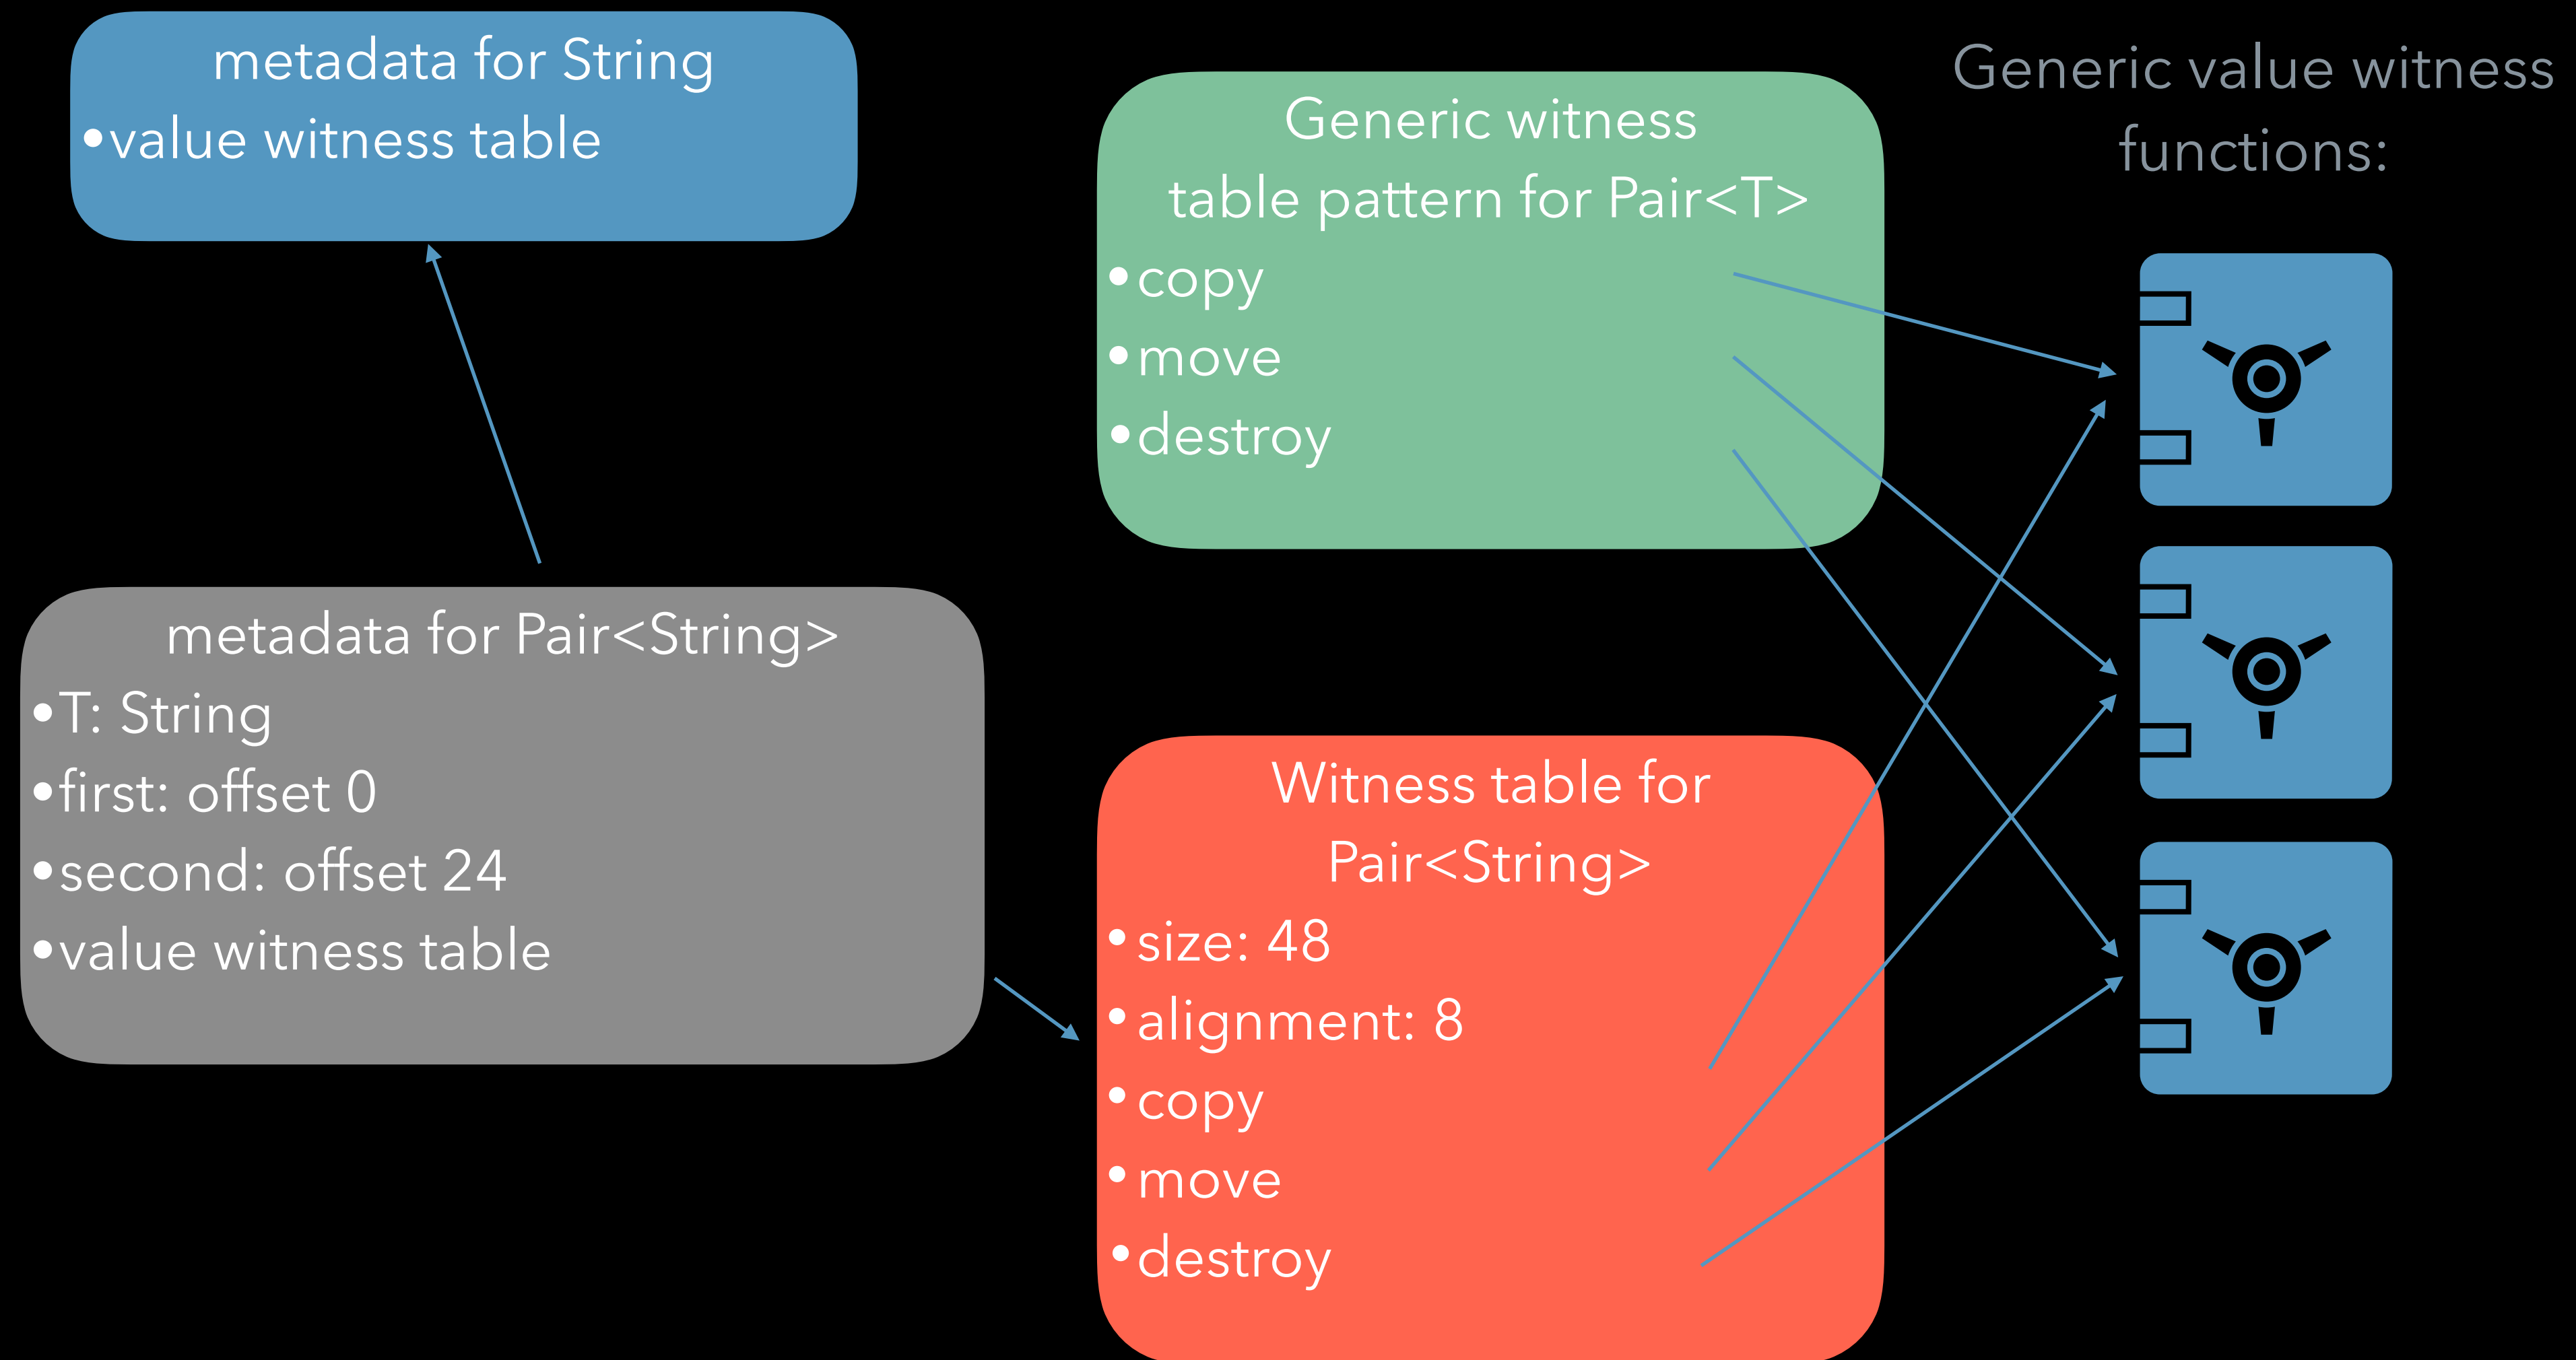 metadata for String
•value witness table
Generic witness
table pattern for Pair<T>
•copy
•move
•destroy
Generic value witness
functions:
metadata for Pair<String>
•T: String
•first: offset 0
•second: offset 24
•value witness table
Witness table for
Pair<String>
•size: 48
•alignment: 8
•copy
•move
•destroy